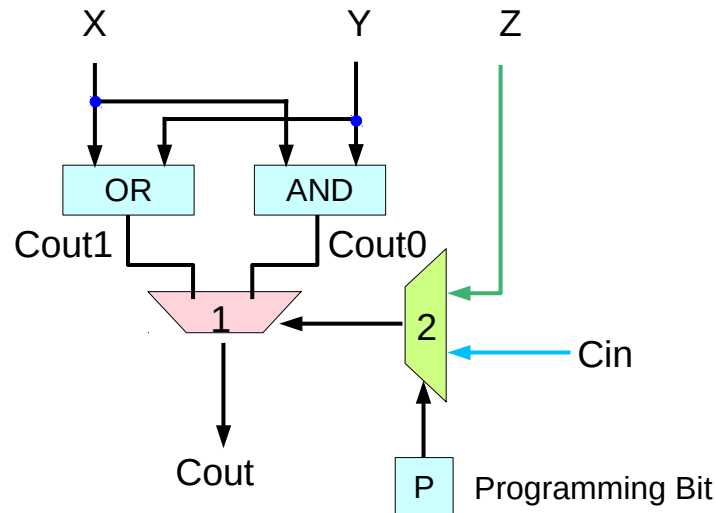 X Y Z
OR AND
Cout1 Cout0
1 2
Cin
Cout
P Programming Bit